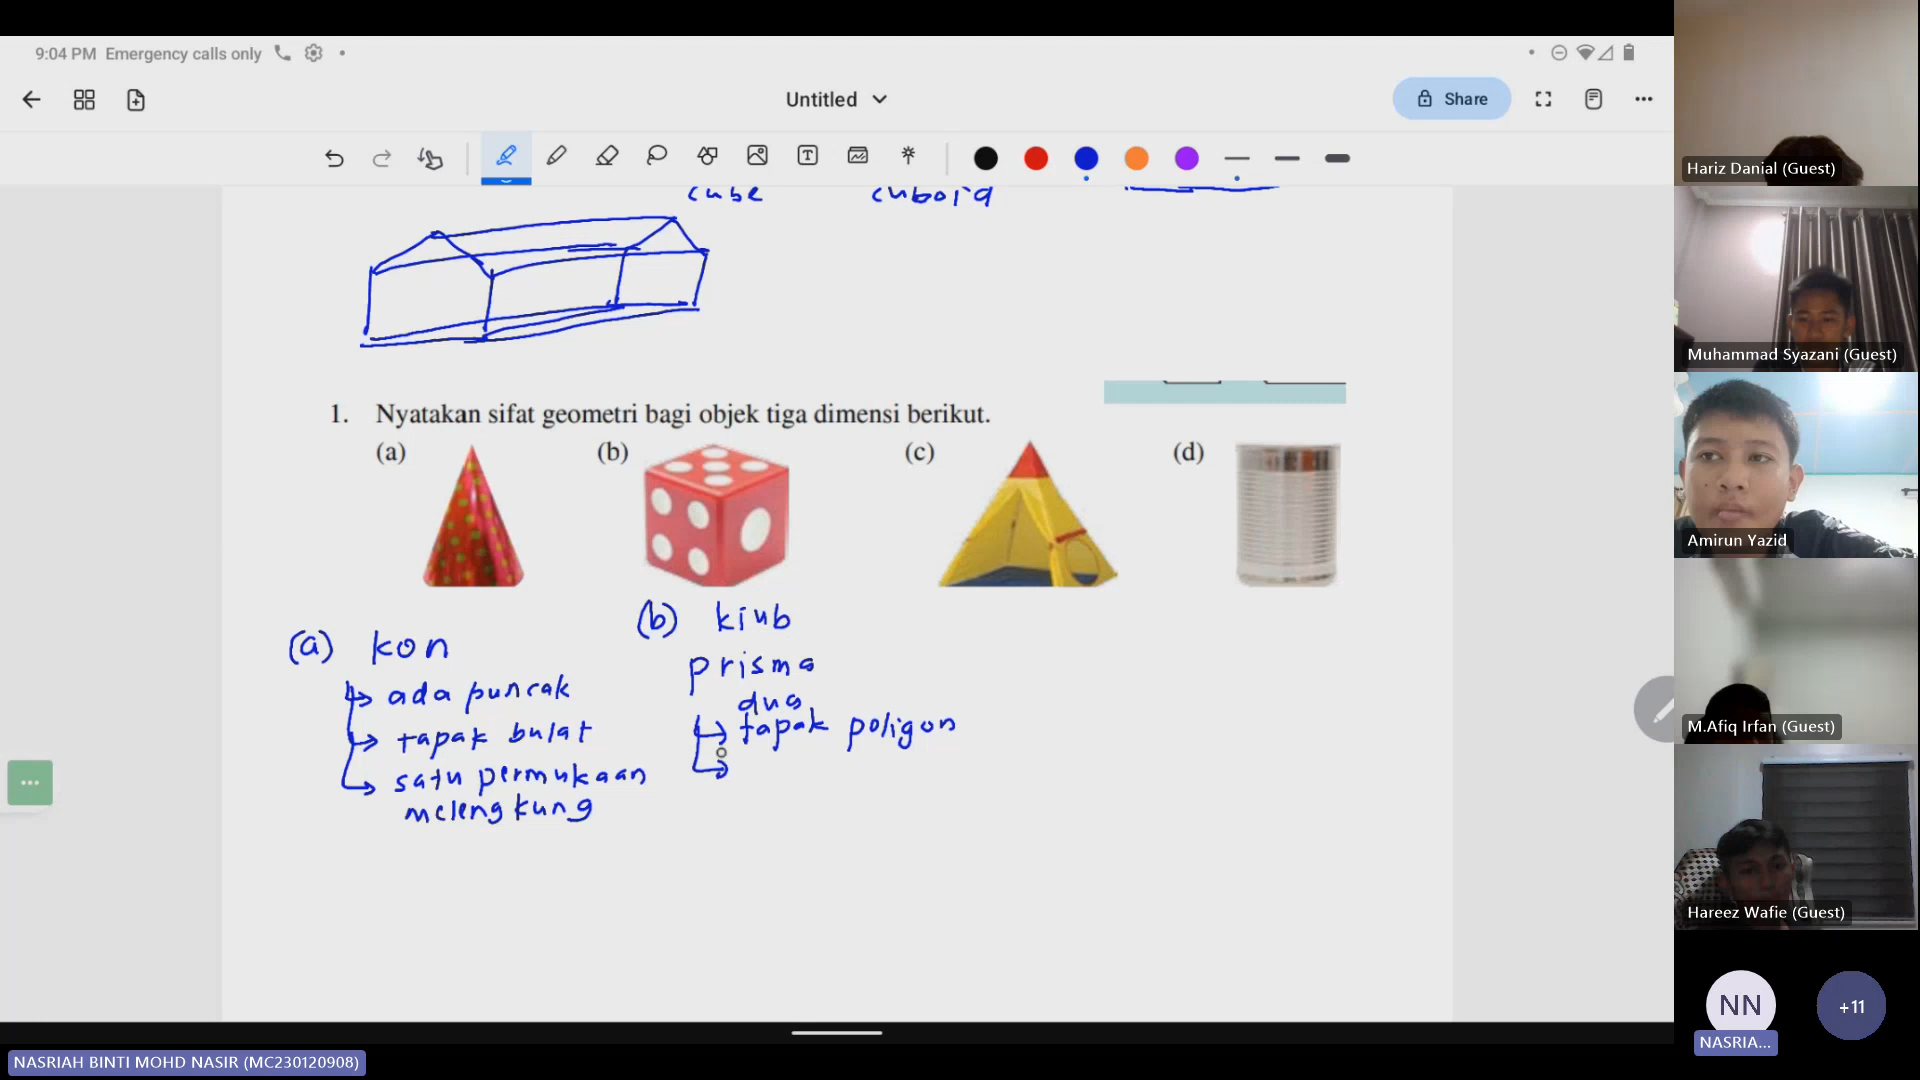 9:04 PM Emergency calls only
Untitled
Share
cube cuboid
1. Nyatakan sifat geometri bagi objek tiga dimensi berikut.
(a) (b) (c) (d)
(a) kon
ada puncak
tapak bulat
satu permukaan
melengkung
(b) kiub
prisma
dua
tapak poligon
Hariz Danial (Guest)
Muhammad Syazani (Guest)
Amirun Yazid
M.Afiq Irfan (Guest)
Hareez Wafie (Guest)
NN
NASRIA...
+11
NASRIAH BINTI MOHD NASIR (MC230120908)